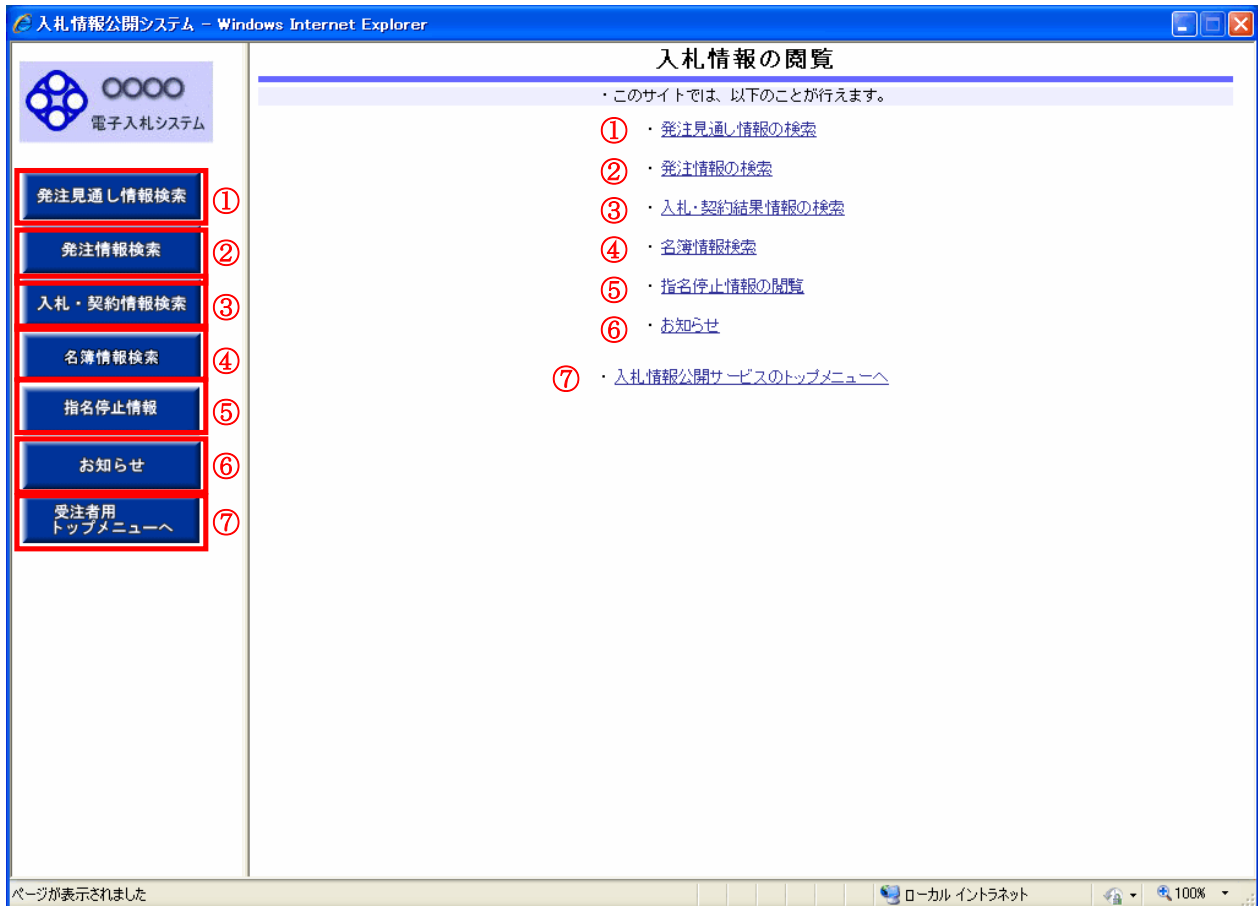 入札情報公開システム - Windows Internet Explorer
○○○○
電子入札システム
発注見通し情報検索 ①
発注情報検索 ②
入札・契約情報検索 ③
名簿情報検索 ④
指名停止情報 ⑤
お知らせ ⑥
受注者用
トップメニューへ ⑦
入札情報の閲覧
・このサイトでは、以下のことが行えます。
① ・発注見通し情報の検索
② ・発注情報の検索
③ ・入札・契約結果情報の検索
④ ・名簿情報検索
⑤ ・指名停止情報の閲覧
⑥ ・お知らせ
⑦ ・入札情報公開サービスのトップメニューへ
ページが表示されました
ローカル イントラネット
100%